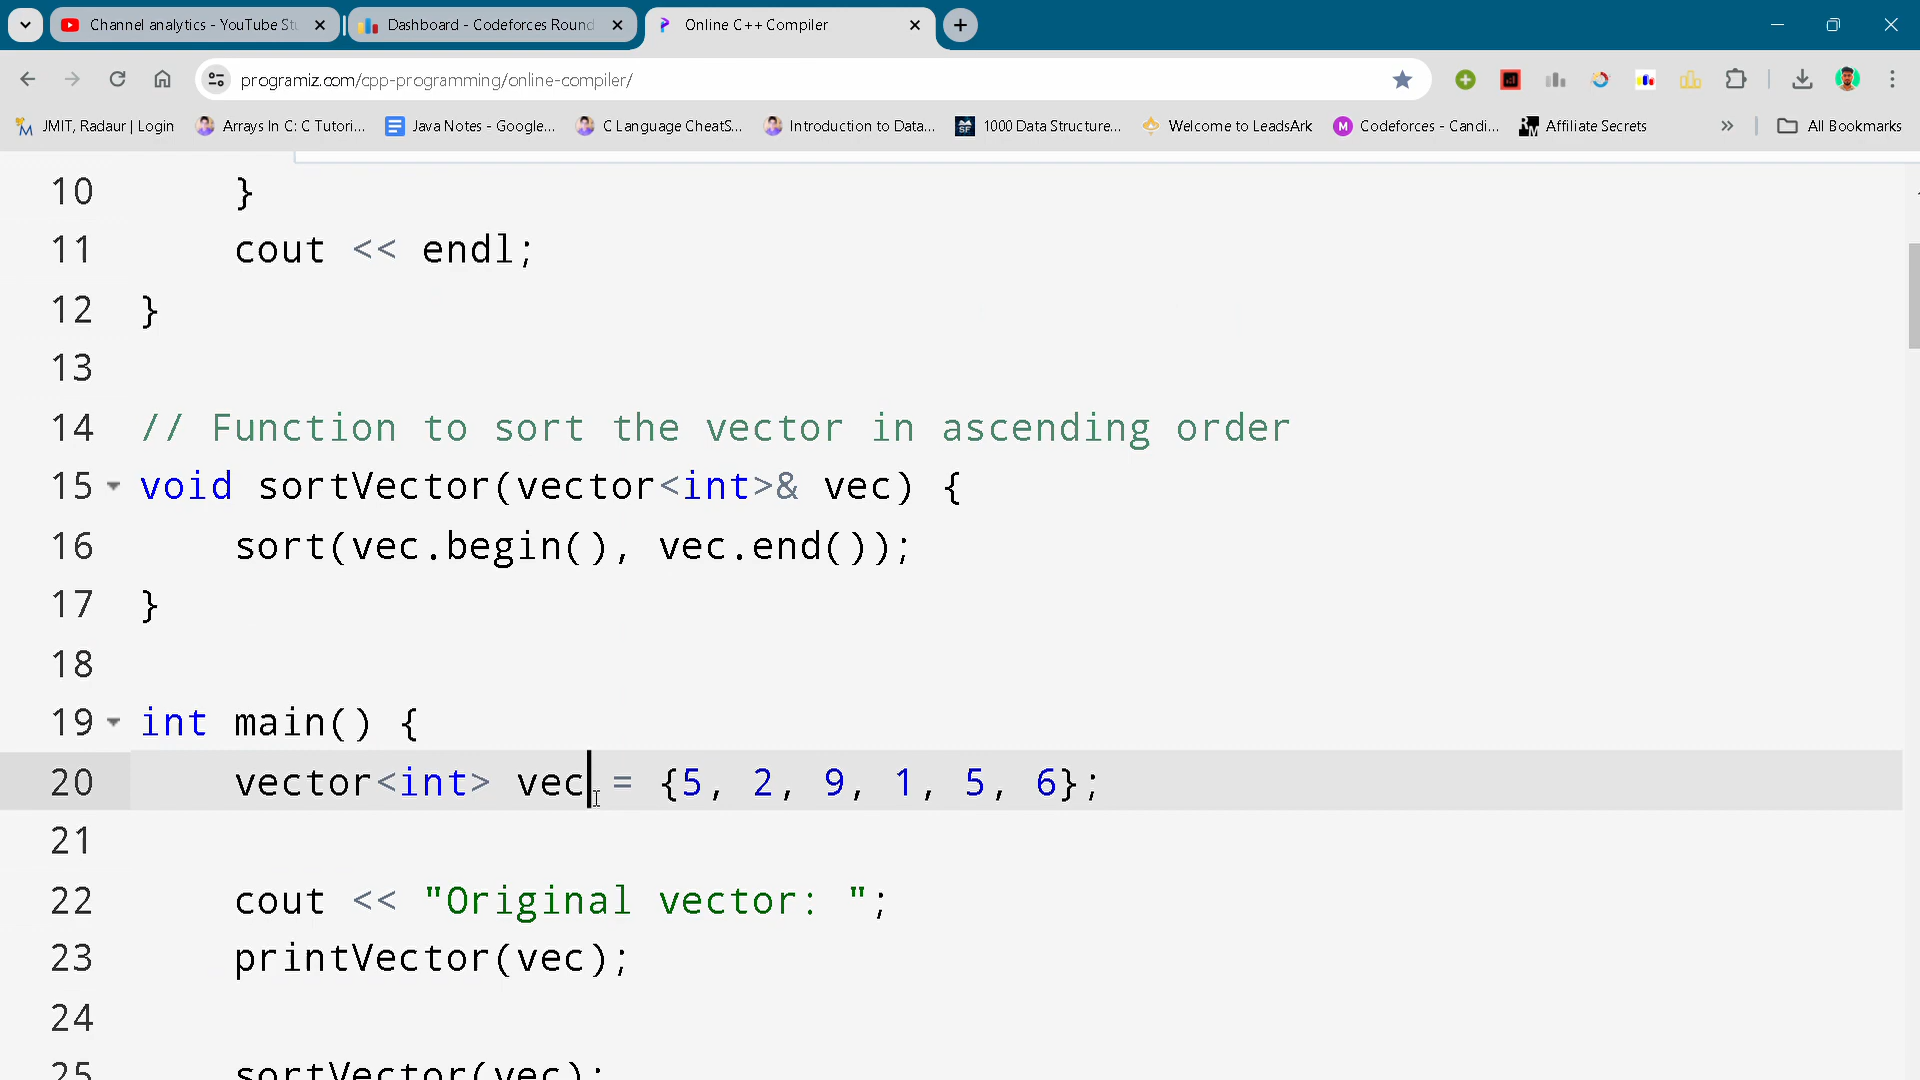 Channel analytics - YouTube Stu
Dashboard - Codeforces Round
Online C++ Compiler
programiz.com/cpp-programming/online-compiler/
JMIT, Radaur | Login
Arrays In C: C Tutori...
Java Notes - Google...
C Language CheatS...
Introduction to Data...
1000 Data Structure...
Welcome to LeadsArk
Codeforces - Candi...
Affiliate Secrets
All Bookmarks
10 }
11 cout << endl;
12 }
13
14 // Function to sort the vector in ascending order
15 void sortVector(vector<int>& vec) {
16 sort(vec.begin(), vec.end());
17 }
18
19 int main() {
20 vector<int> vec = {5, 2, 9, 1, 5, 6};
21
22 cout << "Original vector: ";
23 printVector(vec);
24
25 sortVector(vec);